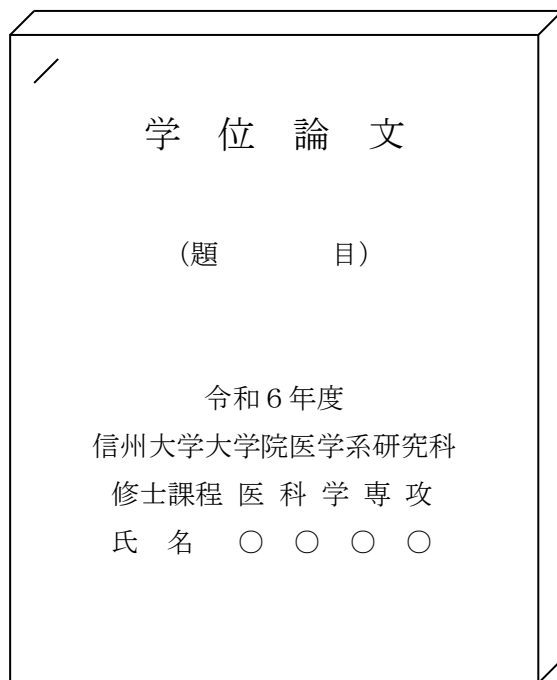 学 位 論 文
（題 目）
令和６年度
信州大学大学院医学系研究科
修士課程 医 科 学 専 攻
氏 名 ○ ○ ○ ○